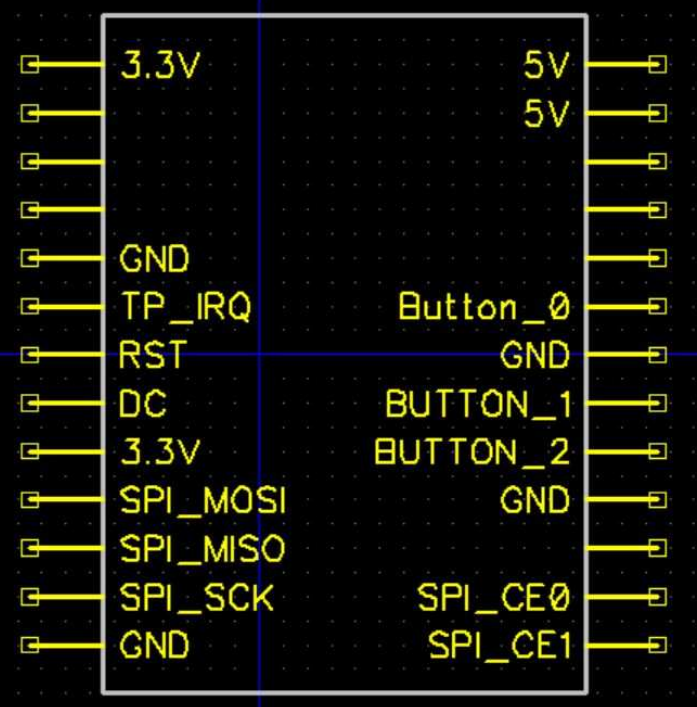 3.3V 5V
5V
GND
TP_IRQ Button_0
RST GND
DC BUTTON_1
3.3V BUTTON_2
SPI_MOSI GND
SPI_MISO
SPI_SCK SPI_CE0
GND SPI_CE1